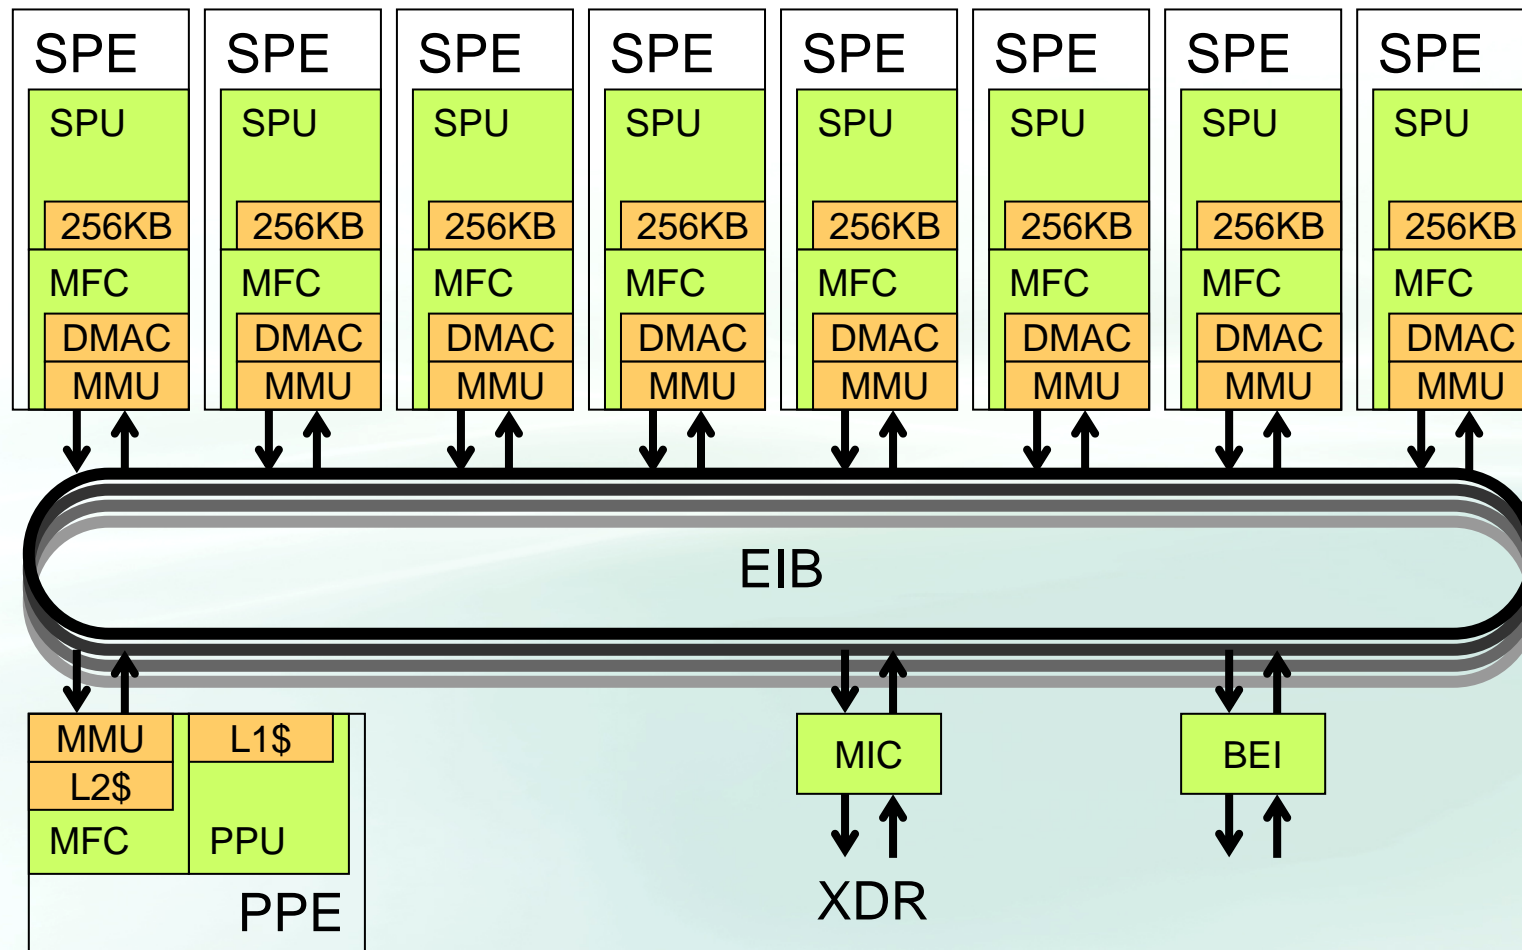 SPE SPE SPE SPE SPE SPE SPE SPE
SPU SPU SPU SPU SPU SPU SPU SPU
256KB 256KB 256KB 256KB 256KB 256KB 256KB 256KB
MFC MFC MFC MFC MFC MFC MFC MFC
DMAC DMAC DMAC DMAC DMAC DMAC DMAC DMAC
MMU MMU MMU MMU MMU MMU MMU MMU
EIB
MMU L1$ MIC BEI
L2$
MFC PPU
PPE XDR